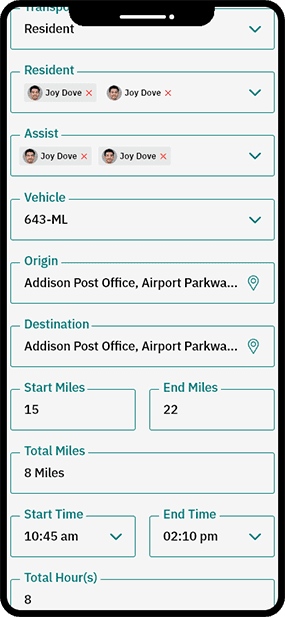 Transpo
Resident
Resident
Joy Dove × Joy Dove ×
Assist
Joy Dove × Joy Dove ×
Vehicle
643-ML
Origin
Addison Post Office, Airport Parkwa...
Destination
Addison Post Office, Airport Parkwa...
Start Miles End Miles
15 22
Total Miles
8 Miles
Start Time End Time
10:45 am 02:10 pm
Total Hour(s)
8